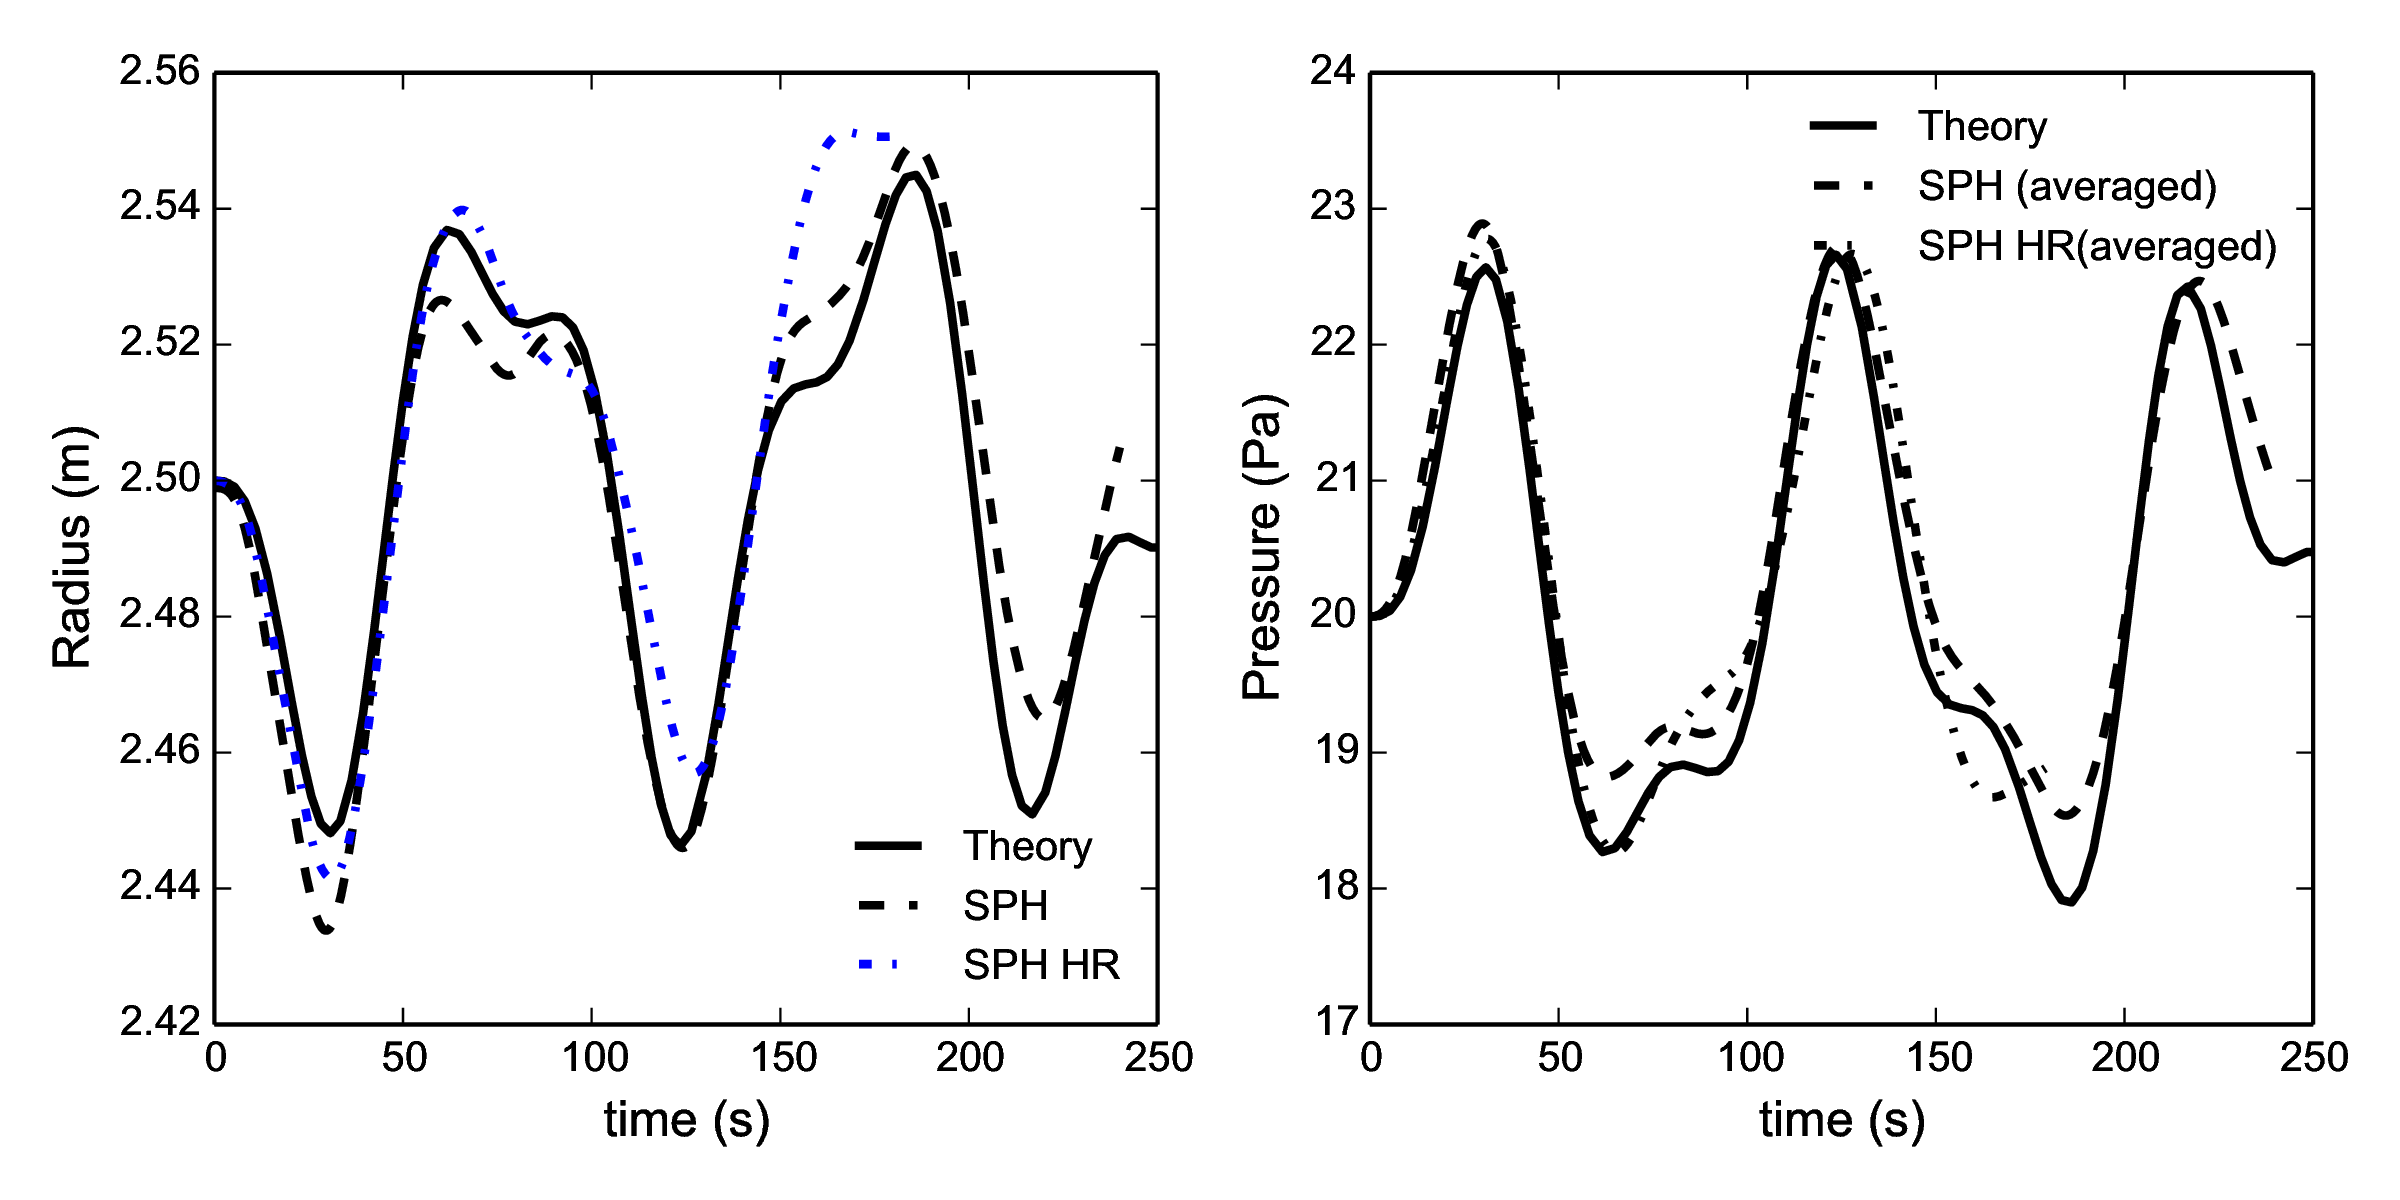 2.56
2.54
2.52
2.50
2.48
2.46
2.44
2.42
0 50 100 150 200 250
time (s)
Radius (m)
Theory
SPH
SPH HR
24
23
22
21
20
19
18
17
0 50 100 150 200 250
time (s)
Pressure (Pa)
Theory
SPH (averaged)
SPH HR(averaged)